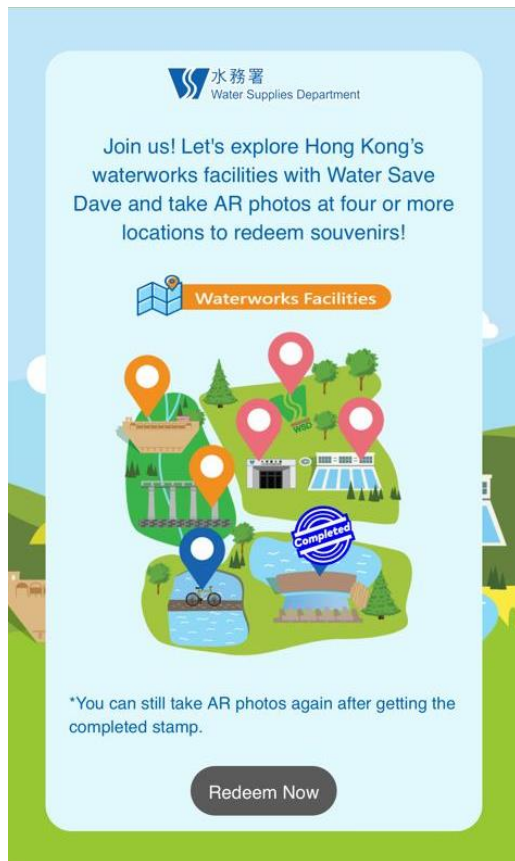 水務署
Water Supplies Department
Join us! Let's explore Hong Kong's
waterworks facilities with Water Save
Dave and take AR photos at four or more
locations to redeem souvenirs!
Waterworks Facilities
WSD
Completed
*You can still take AR photos again after getting the
completed stamp.
Redeem Now